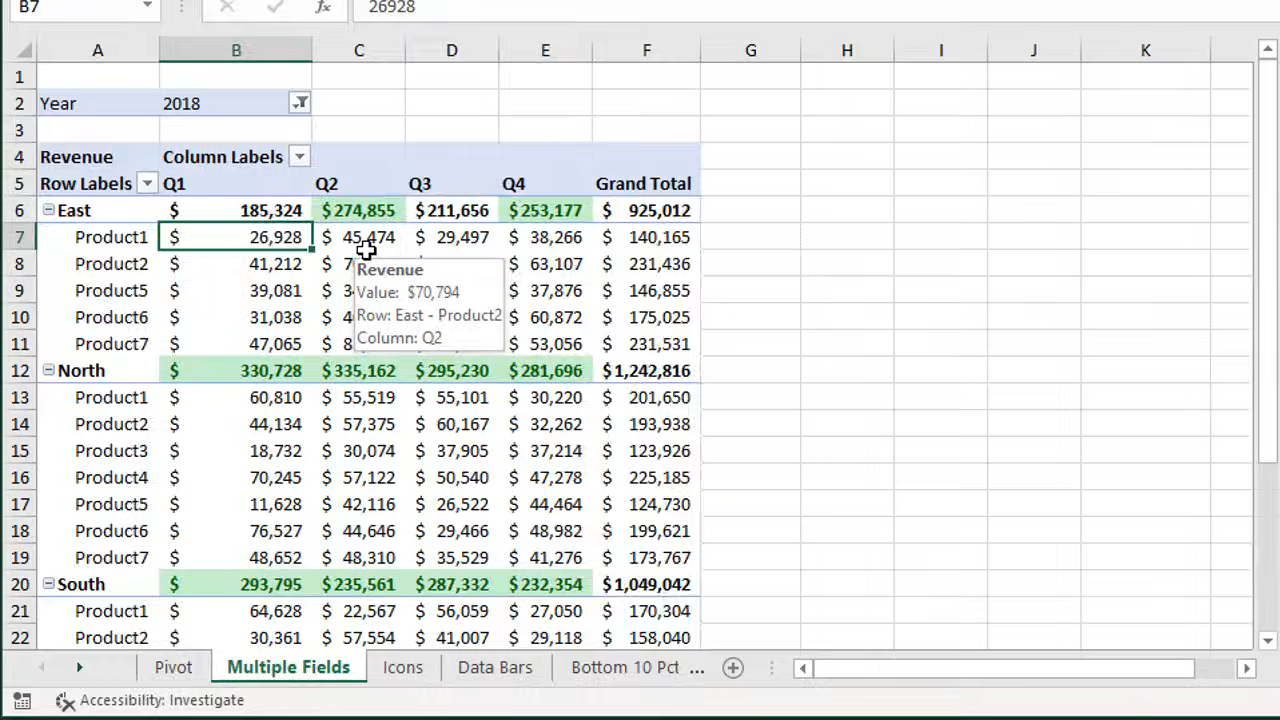 B7 fx 26928
A B C D E F G H I J K
1
2 Year 2018
3
4 Revenue Column Labels
5 Row Labels Q1 Q2 Q3 Q4 Grand Total
6 East $ 185,324 $274,855 $211,656 $253,177 $ 925,012
7 Product1 $ 26,928 $ 45,474 $ 29,497 $ 38,266 $ 140,165
8 Product2 $ 41,212 $ $ 63,107 $ 231,436
9 Product5 $ 39,081 $ $ 37,876 $ 146,855
10 Product6 $ 31,038 $ $ 60,872 $ 175,025
11 Product7 $ 47,065 $ $ 53,056 $ 231,531
Revenue
Value: $70,794
Row: East - Product2
Column: Q2
12 North $ 330,728 $335,162 $295,230 $281,696 $1,242,816
13 Product1 $ 60,810 $ 55,519 $ 55,101 $ 30,220 $ 201,650
14 Product2 $ 44,134 $ 57,375 $ 60,167 $ 32,262 $ 193,938
15 Product3 $ 18,732 $ 30,074 $ 37,905 $ 37,214 $ 123,926
16 Product4 $ 70,245 $ 57,122 $ 50,540 $ 47,278 $ 225,185
17 Product5 $ 11,628 $ 42,116 $ 26,522 $ 44,464 $ 124,730
18 Product6 $ 76,527 $ 44,646 $ 29,466 $ 48,982 $ 199,621
19 Product7 $ 48,652 $ 48,310 $ 35,529 $ 41,276 $ 173,767
20 South $ 293,795 $235,561 $287,332 $232,354 $1,049,042
21 Product1 $ 64,628 $ 22,567 $ 56,059 $ 27,050 $ 170,304
22 Product2 $ 30,361 $ 57,554 $ 41,007 $ 29,118 $ 158,040
Pivot Multiple Fields Icons Data Bars Bottom 10 Pct ...
Accessibility: Investigate